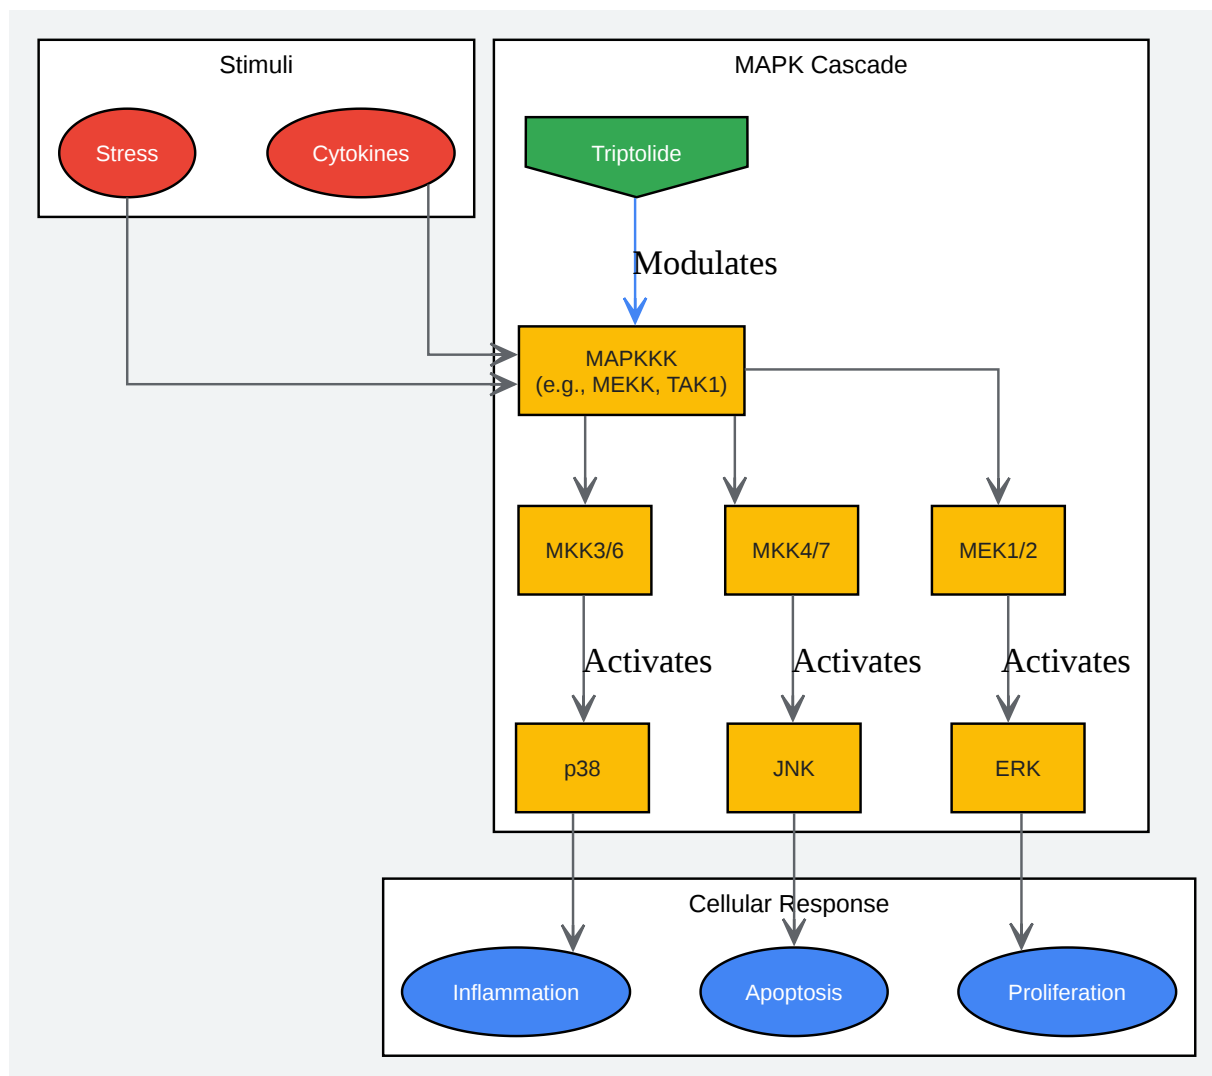 Stimuli
MAPK Cascade
Stress
Cytokines
Triptolide
Modulates
MAPKKK
(e.g., MEKK, TAK1)
MKK3/6
MKK4/7
MEK1/2
Activates
Activates
Activates
p38
JNK
ERK
Cellular Response
Inflammation
Apoptosis
Proliferation